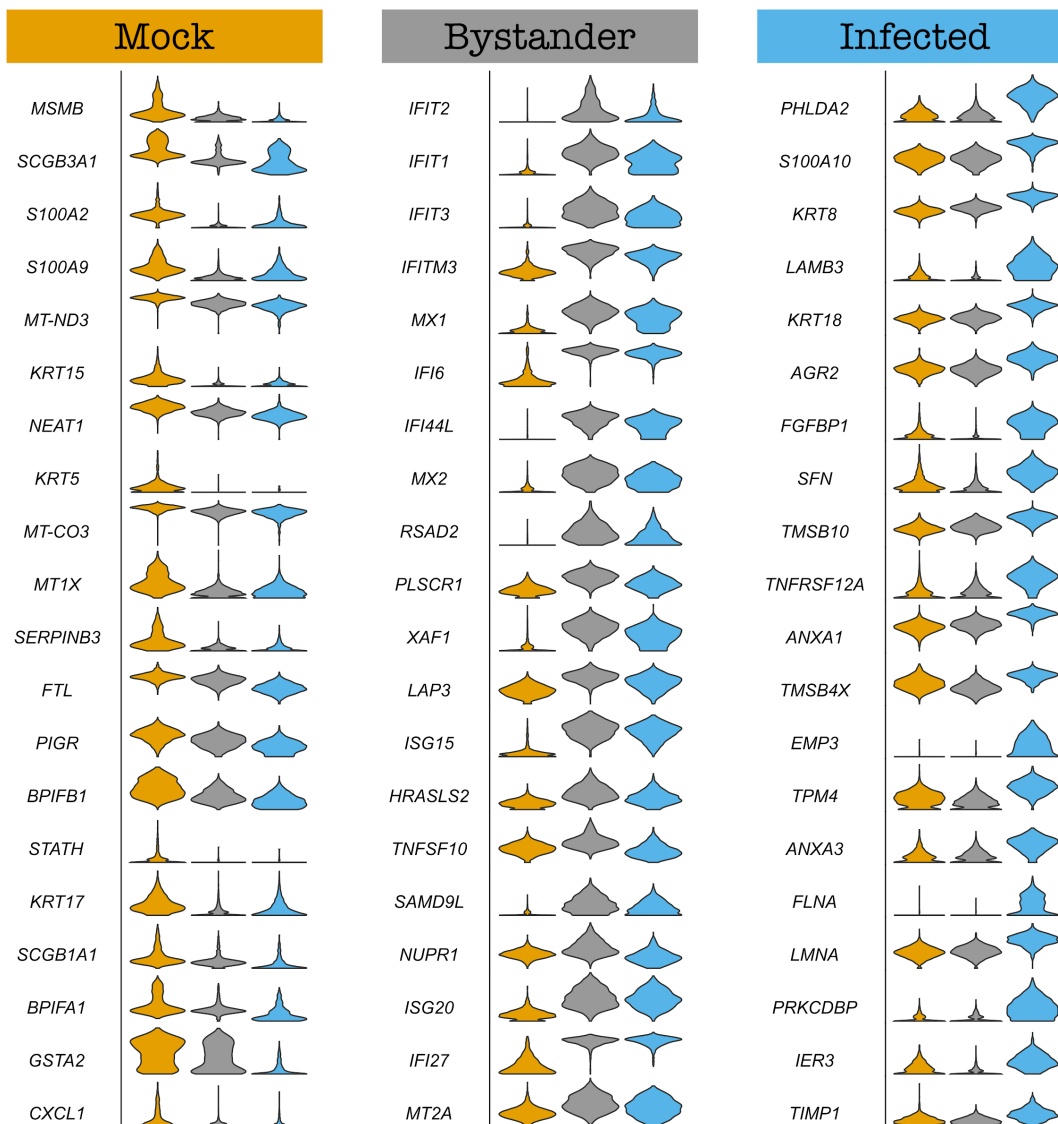 Mock
MSMB
SCGB3A1
S100A2
S100A9
MT-ND3
KRT15
NEAT1
KRT5
MT-CO3
MT1X
SERPINB3
FTL
PIGR
BPIFB1
STATH
KRT17
SCGB1A1
BPIFA1
GSTA2
CXCL1
Bystander
IFIT2
IFIT1
IFIT3
IFITM3
MX1
IFI6
IFI44L
MX2
RSAD2
PLSCR1
XAF1
LAP3
ISG15
HRASLS2
TNFSF10
SAMD9L
NUPR1
ISG20
IFI27
MT2A
Infected
PHLDA2
S100A10
KRT8
LAMB3
KRT18
AGR2
FGFBP1
SFN
TMSB10
TNFRSF12A
ANXA1
TMSB4X
EMP3
TPM4
ANXA3
FLNA
LMNA
PRKCDBP
IER3
TIMP1